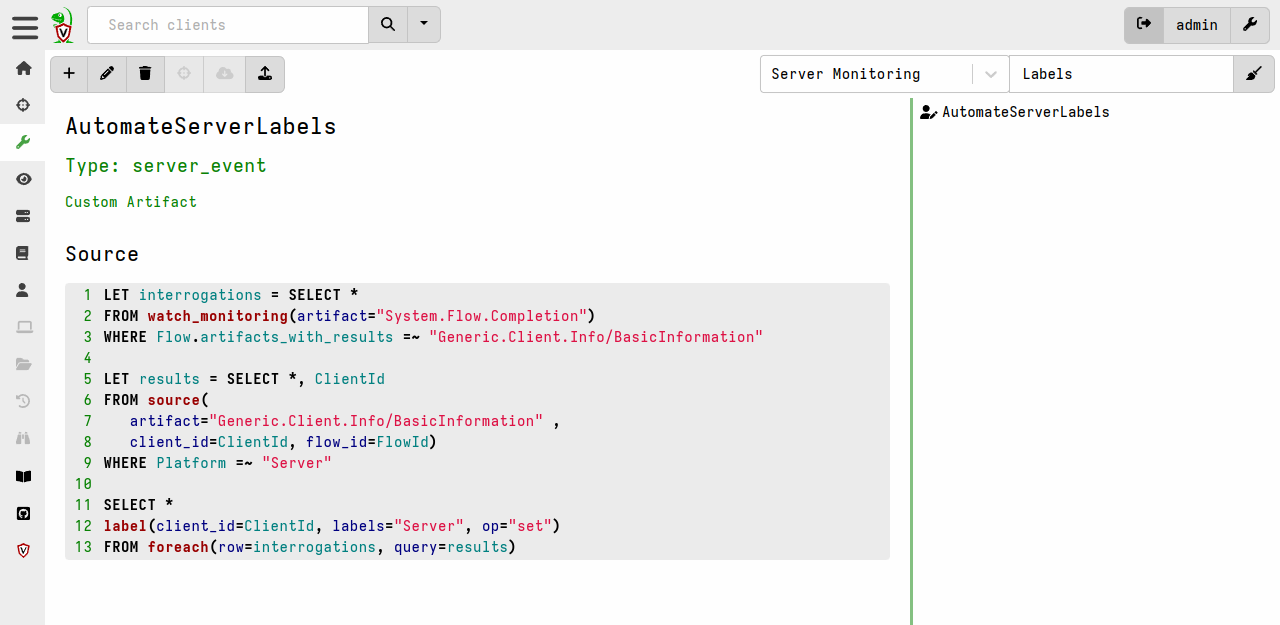 Search clients
admin
Server Monitoring
Labels
AutomateServerLabels
Type: server_event
Custom Artifact
Source
1 LET interrogations = SELECT *
2 FROM watch_monitoring(artifact="System.Flow.Completion")
3 WHERE Flow.artifacts_with_results =~ "Generic.Client.Info/BasicInformation"
4
5 LET results = SELECT *, ClientId
6 FROM source(
7    artifact="Generic.Client.Info/BasicInformation" ,
8    client_id=ClientId, flow_id=FlowId)
9 WHERE Platform =~ "Server"
10
11 SELECT *
12 label(client_id=ClientId, labels="Server", op="set")
13 FROM foreach(row=interrogations, query=results)
AutomateServerLabels